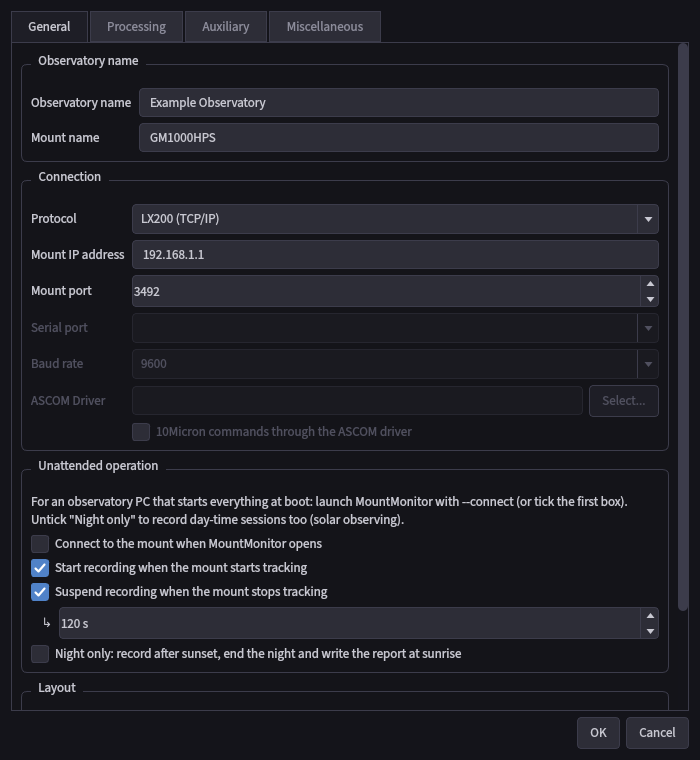 General
Processing
Auxiliary
Miscellaneous
Observatory name
Observatory name
Example Observatory
Mount name
GM1000HPS
Connection
Protocol
LX200 (TCP/IP)
Mount IP address
192.168.1.1
Mount port
3492
Serial port
Baud rate
9600
ASCOM Driver
Select...
10Micron commands through the ASCOM driver
Unattended operation
For an observatory PC that starts everything at boot: launch MountMonitor with --connect (or tick the first box).
Untick "Night only" to record day-time sessions too (solar observing).
Connect to the mount when MountMonitor opens
Start recording when the mount starts tracking
Suspend recording when the mount stops tracking
↳ 120 s
Night only: record after sunset, end the night and write the report at sunrise
Layout
OK
Cancel